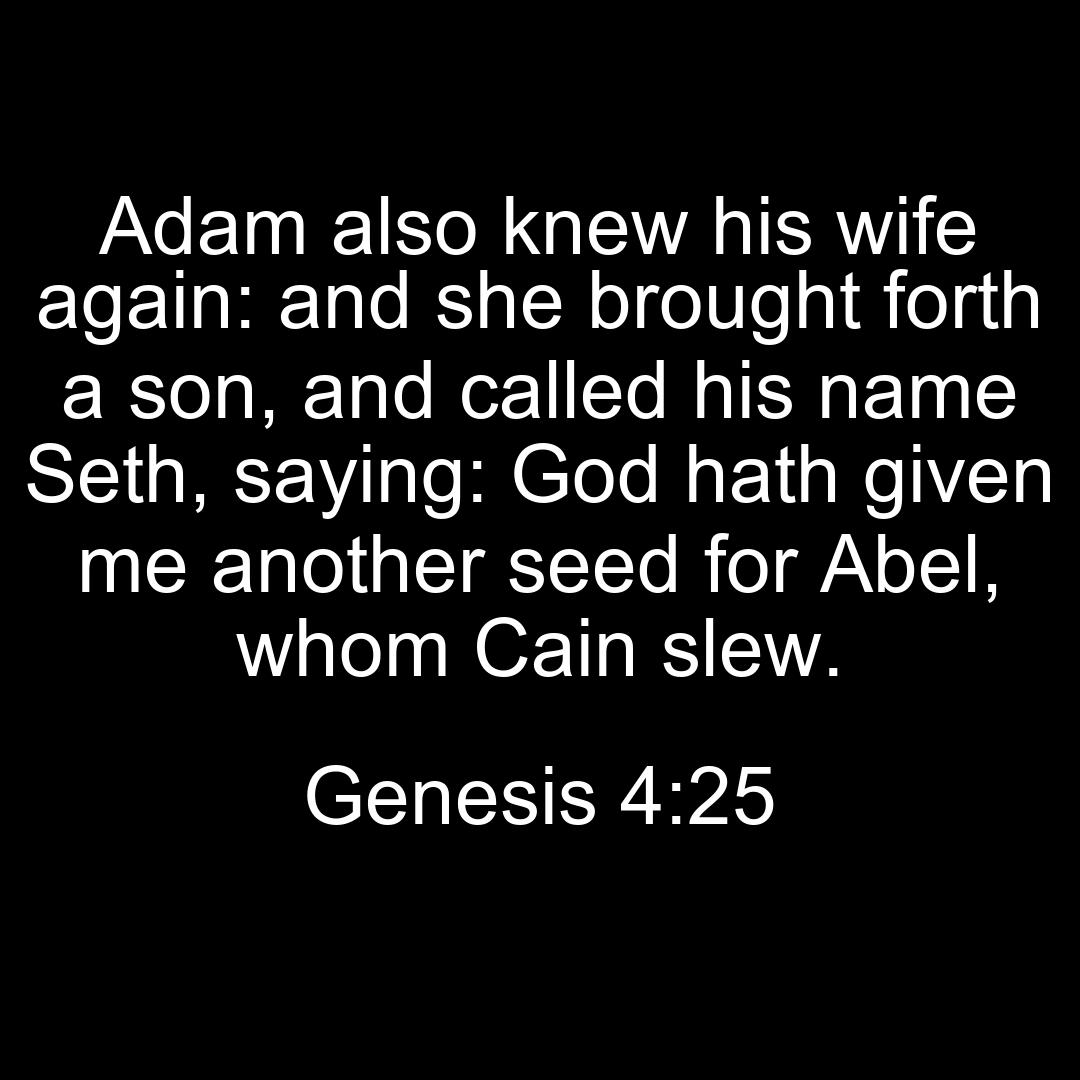 Adam also knew his wife
again: and she brought forth
a son, and called his name
Seth, saying: God hath given
me another seed for Abel,
whom Cain slew.
Genesis 4:25